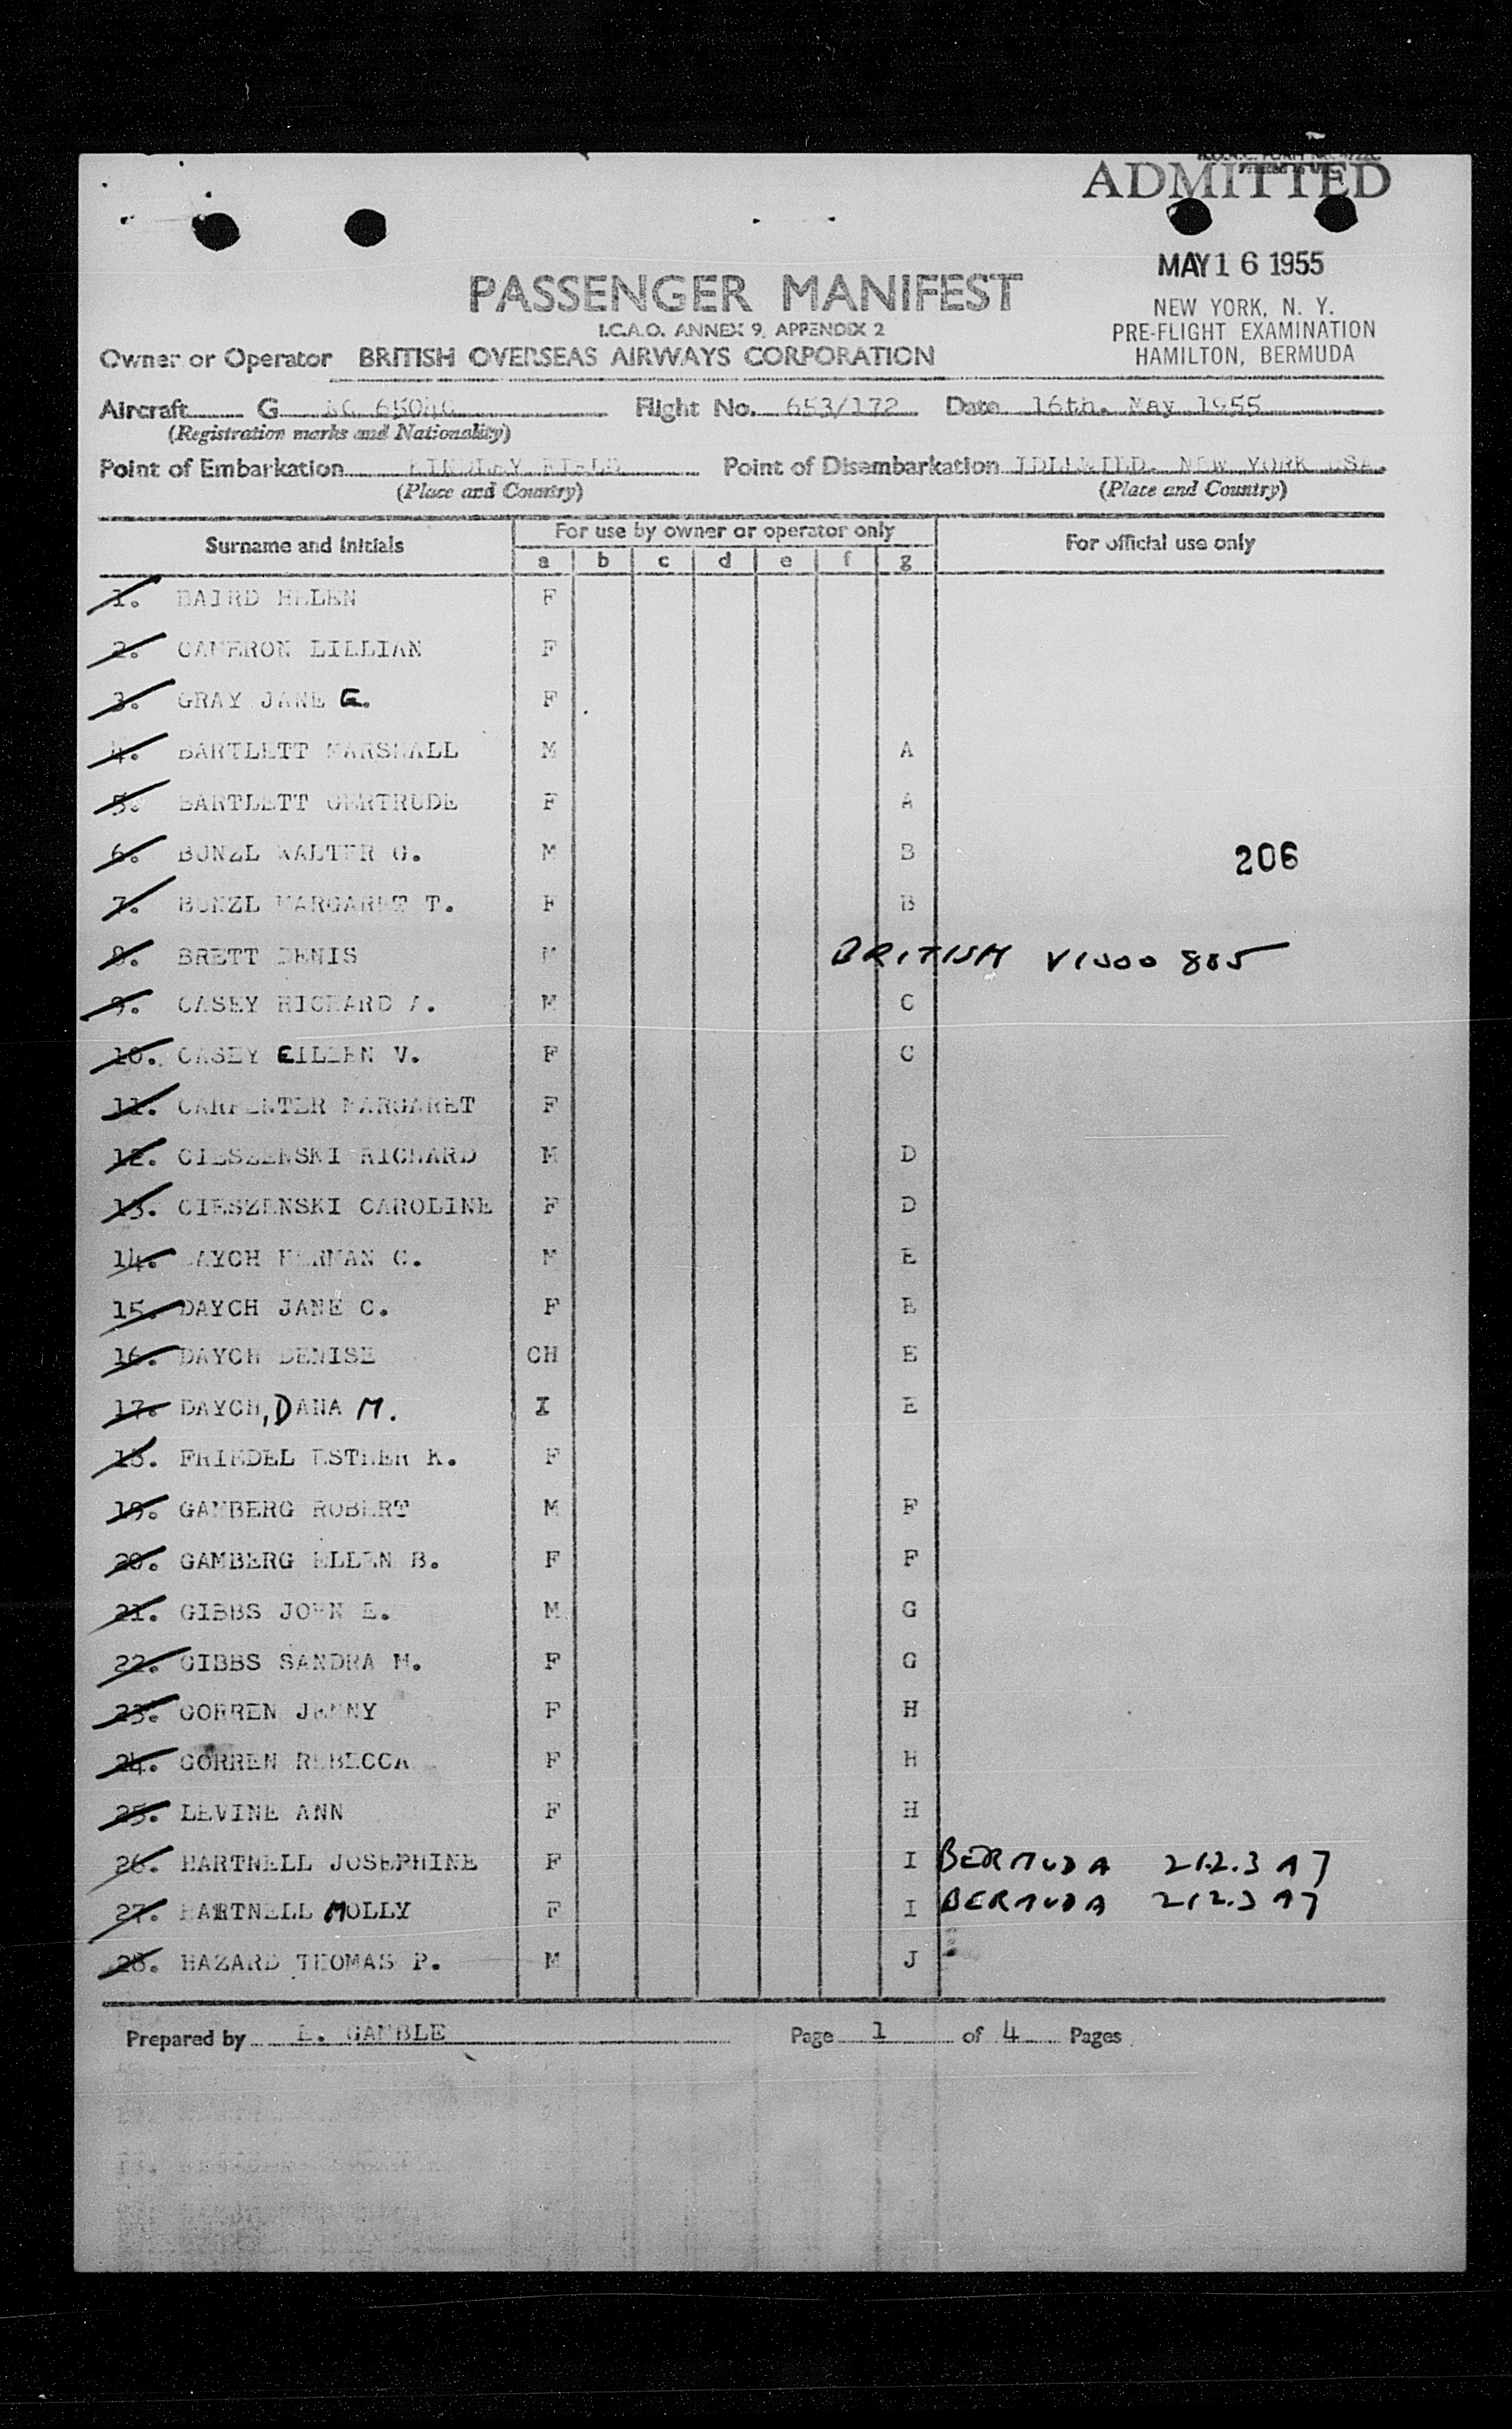 ADMITTED
MAY 16 1955
NEW YORK, N. Y.
PRE-FLIGHT EXAMINATION
HAMILTON, BERMUDA
PASSENGER MANIFEST
I.C.A.O. ANNEX 9, APPENDIX 2
Owner or Operator BRITISH OVERSEAS AIRWAYS CORPORATION
Aircraft G Flight No. 653/172 Date 16th. May 1955
(Registration marks and Nationality)
Point of Embarkation KINDLEY FIELD Point of Disembarkation IDLEWILD. NEW YORK USA.
(Place and Country) (Place and Country)
Surname and Initials For use by owner or operator only For official use only
a b c d e f g
1. BAIRD HELEN F
2. CAMERON LILLIAN F
3. GRAY JANE G. F
4. BARTLETT MARSHALL M A
5. BARTLETT GERTRUDE F A
6. BUNZL WALTER G. M B 206
7. BUNZL MARGARET T. F B
8. BRETT DENIS M BRITISH 885
9. CASEY RICHARD A. M C
10. CASEY EILEEN V. F C
11. CARPENTER MARGARET F
12. CIESZENSKI RICHARD M D
13. CIESZENSKI CAROLINE F D
14. DAYCH HERMAN C. M E
15. DAYCH JANE C. F E
16. DAYCH DENISE CH E
17. DAYCH, DANA M. I E
18. FRIEDEL ESTHER K. F
19. GAMBERG ROBERT M F
20. GAMBERG ELLEN B. F F
21. GIBBS JOHN E. M G
22. GIBBS SANDRA M. F G
23. GORREN JENNY F H
24. GORREN REBECCA F H
25. LEVINE ANN F H
26. HARTNELL JOSEPHINE F I BERMUDA
27. HARTNELL MOLLY F I BERMUDA
28. HAZARD THOMAS P. M J
Prepared by L. GAMBLE Page 1 of 4 Pages